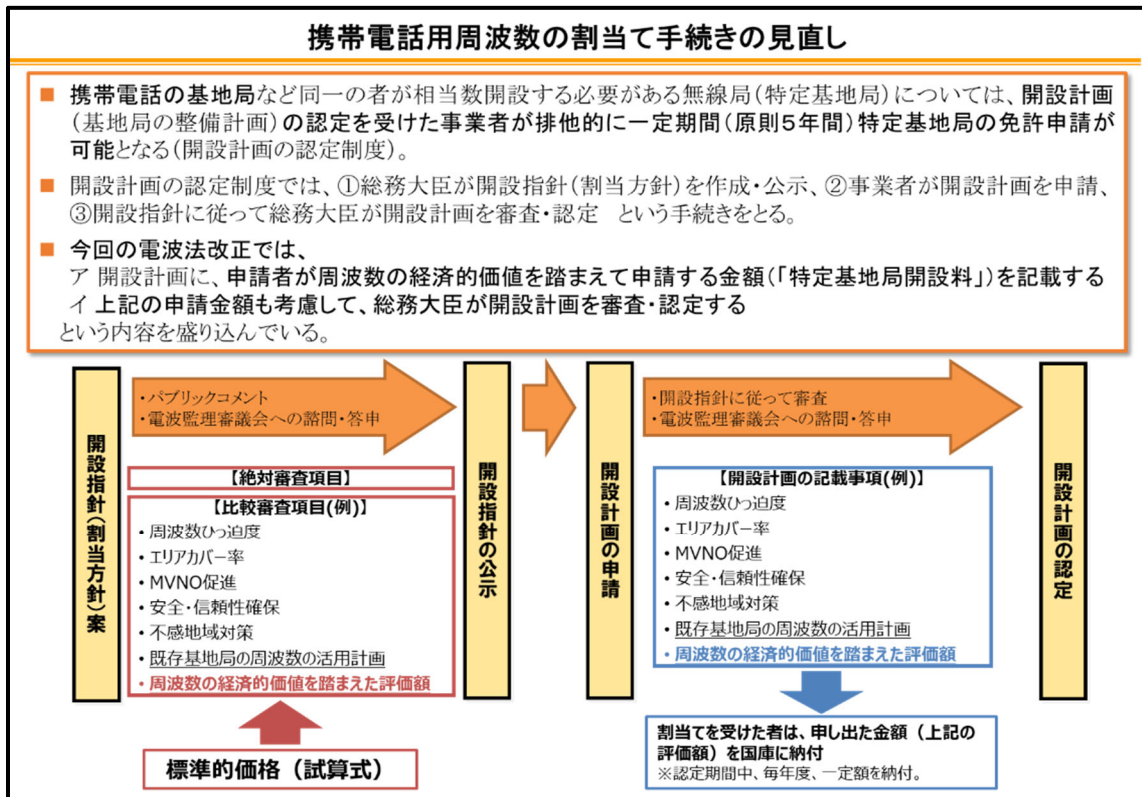 携帯電話用周波数の割当て手続きの見直し
■ 携帯電話の基地局など同一の者が相当数開設する必要がある無線局(特定基地局)については、開設計画
(基地局の整備計画)の認定を受けた事業者が排他的に一定期間(原則5年間)特定基地局の免許申請が
可能となる(開設計画の認定制度)。
■ 開設計画の認定制度では、①総務大臣が開設指針(割当方針)を作成・公示、②事業者が開設計画を申請、
③開設指針に従って総務大臣が開設計画を審査・認定 という手続きをとる。
■ 今回の電波法改正では、
ア 開設計画に、申請者が周波数の経済的価値を踏まえて申請する金額(「特定基地局開設料」)を記載する
イ 上記の申請金額も考慮して、総務大臣が開設計画を審査・認定する
という内容を盛り込んでいる。
開設指針(割当方針)案
・パブリックコメント
・電波監理審議会への諮問・答申
【絶対審査項目】
【比較審査項目(例)】
・周波数ひっ迫度
・エリアカバー率
・MVNO促進
・安全・信頼性確保
・不感地域対策
・既存基地局の周波数の活用計画
・周波数の経済的価値を踏まえた評価額
標準的価格(試算式)
開設指針の公示
開設計画の申請
・開設指針に従って審査
・電波監理審議会への諮問・答申
【開設計画の記載事項(例)】
・周波数ひっ迫度
・エリアカバー率
・MVNO促進
・安全・信頼性確保
・不感地域対策
・既存基地局の周波数の活用計画
・周波数の経済的価値を踏まえた評価額
割当てを受けた者は、申し出た金額(上記の
評価額)を国庫に納付
※認定期間中、毎年度、一定額を納付。
開設計画の認定